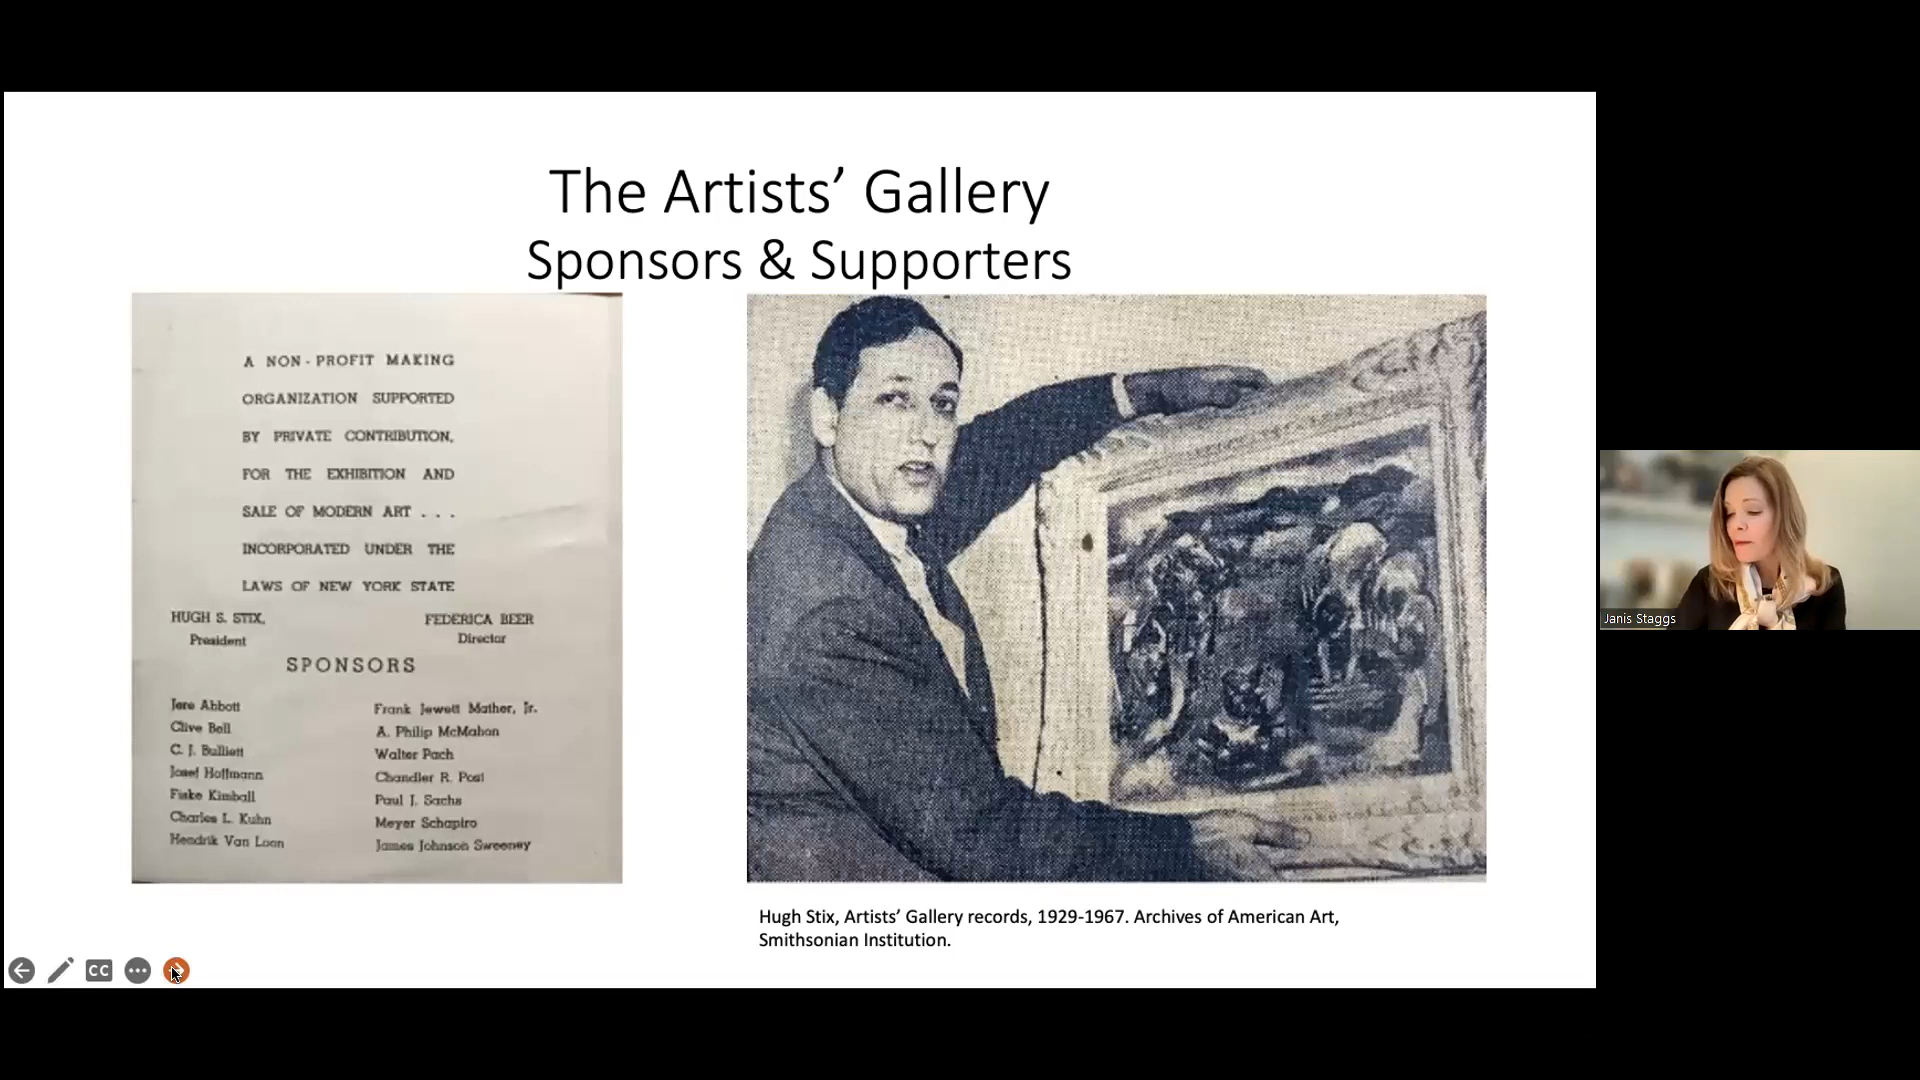 The Artists’ Gallery
Sponsors & Supporters
A NON-PROFIT MAKING
ORGANIZATION SUPPORTED
BY PRIVATE CONTRIBUTION,
FOR THE EXHIBITION AND
SALE OF MODERN ART . . .
INCORPORATED UNDER THE
LAWS OF NEW YORK STATE
HUGH S. STIX,
President
FEDERICA BEER
Director
SPONSORS
Jere Abbott
Clive Bell
C. J. Bulliett
Josef Hoffmann
Fiske Kimball
Charles L. Kuhn
Hendrik Van Loon
Frank Jewett Mather, Jr.
A. Philip McMahon
Walter Pach
Chandler R. Post
Paul J. Sachs
Meyer Schapiro
James Johnson Sweeney
Hugh Stix, Artists’ Gallery records, 1929-1967. Archives of American Art,
Smithsonian Institution.
CC
Janis Staggs